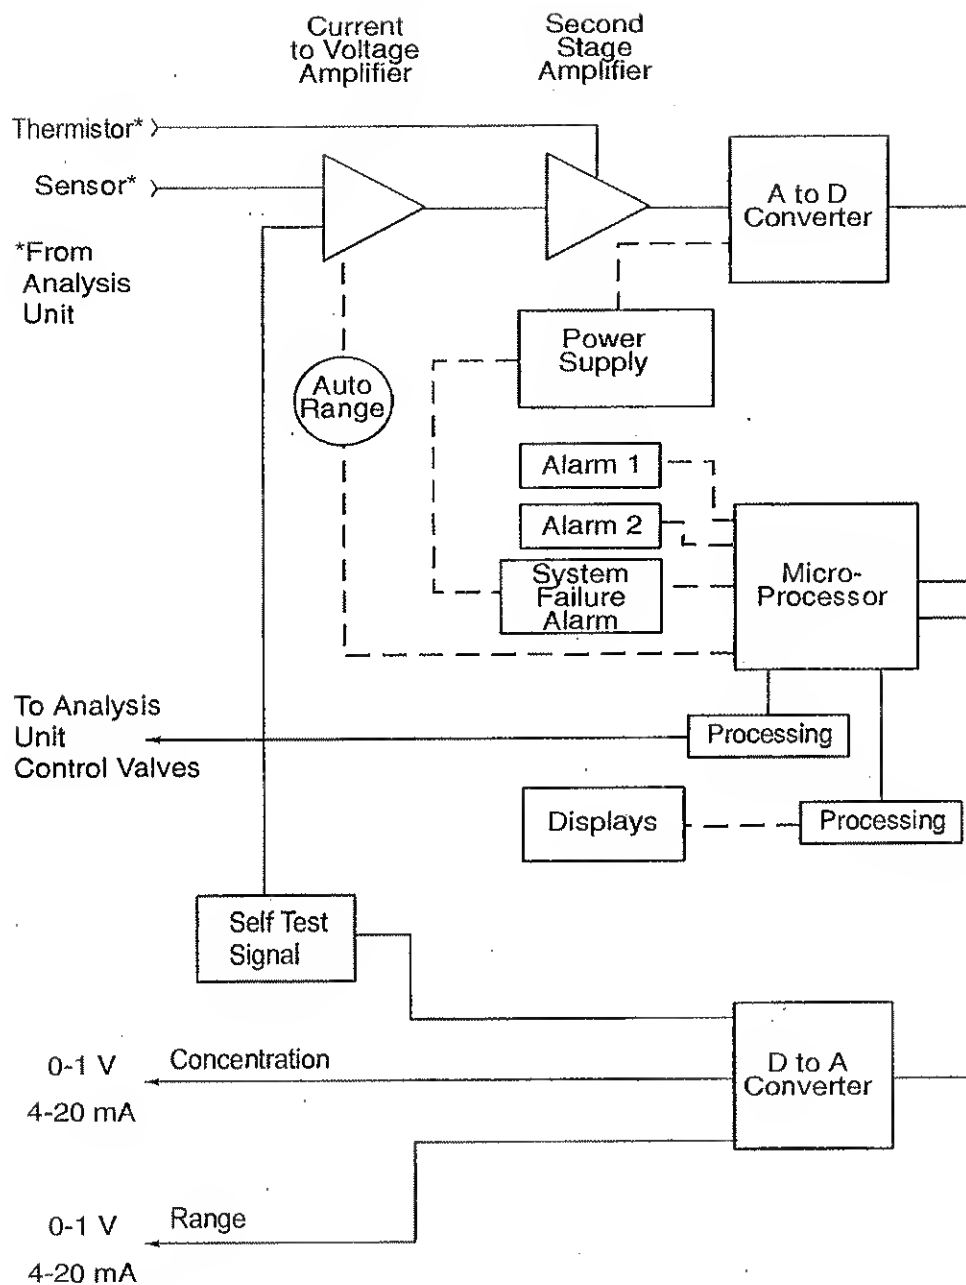 Current
to Voltage
Amplifier
Second
Stage
Amplifier
Thermistor*
Sensor*
*From
Analysis
Unit
A to D
Converter
Power
Supply
Auto
Range
Alarm 1
Alarm 2
System
Failure
Alarm
Micro-
Processor
To Analysis
Unit
Control Valves
Processing
Displays
Processing
Self Test
Signal
D to A
Converter
0-1 V
Concentration
4-20 mA
0-1 V
Range
4-20 mA